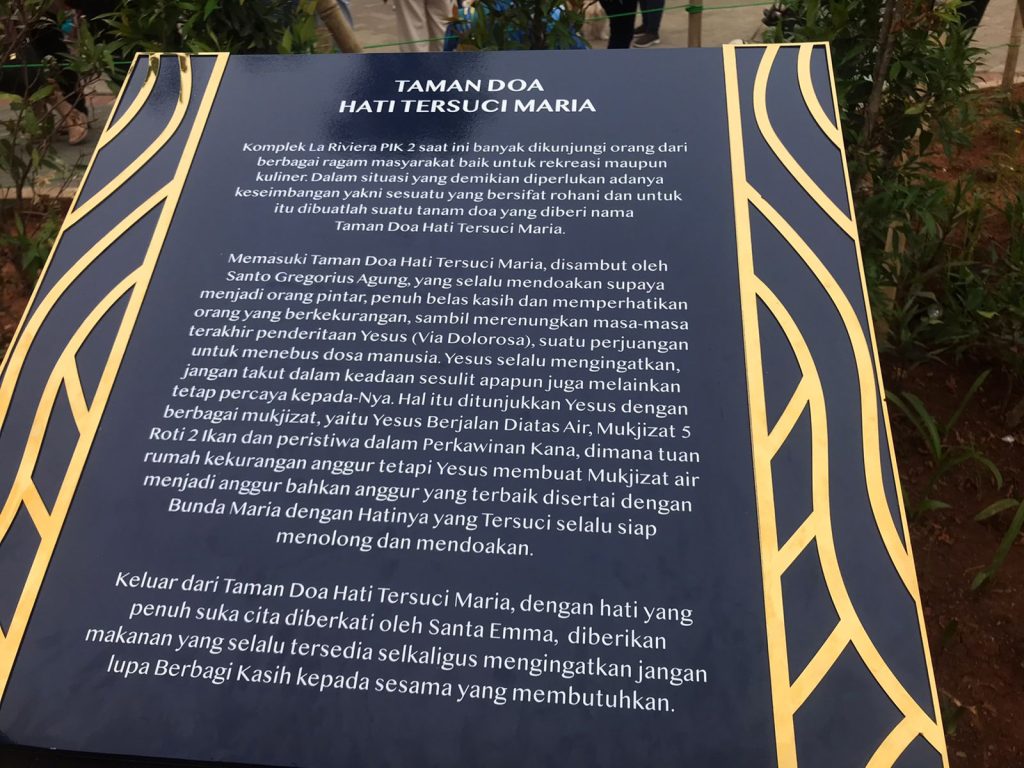 TAMAN DOA
HATI TERSUCI MARIA
Komplek La Riviera PIK 2 saat ini banyak dikunjungi orang dari
berbagai ragam masyarakat baik untuk rekreasi maupun
kuliner. Dalam situasi yang demikian diperlukan adanya
keseimbangan yakni sesuatu yang bersifat rohani dan untuk
itu dibuatlah suatu tanam doa yang diberi nama
Taman Doa Hati Tersuci Maria.
Memasuki Taman Doa Hati Tersuci Maria, disambut oleh
Santo Gregorius Agung, yang selalu mendoakan supaya
menjadi orang pintar, penuh belas kasih dan memperhatikan
orang yang berkekurangan, sambil merenungkan masa-masa
terakhir penderitaan Yesus (Via Dolorosa), suatu perjuangan
untuk menebus dosa manusia. Yesus selalu mengingatkan,
jangan takut dalam keadaan sesulit apapun juga melainkan
tetap percaya kepada-Nya. Hal itu ditunjukkan Yesus dengan
berbagai mukjizat, yaitu Yesus Berjalan Diatas Air, Mukjizat 5
Roti 2 Ikan dan peristiwa dalam Perkawinan Kana, dimana tuan
rumah kekurangan anggur tetapi Yesus membuat Mukjizat air
menjadi anggur bahkan anggur yang terbaik disertai dengan
Bunda Maria dengan Hatinya yang Tersuci selalu siap
menolong dan mendoakan.
Keluar dari Taman Doa Hati Tersuci Maria, dengan hati yang
penuh suka cita diberkati oleh Santa Emma, diberikan
makanan yang selalu tersedia selkaligus mengingatkan jangan
lupa Berbagi Kasih kepada sesama yang membutuhkan.